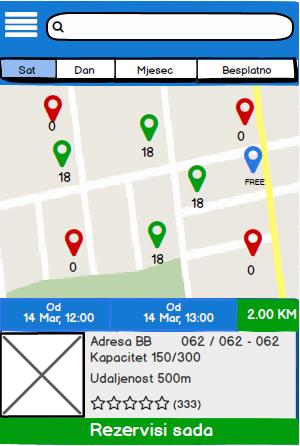 Sat Dan Mjesec Besplatno
0
0
18
18
FREE
18
0
18
0
Od Od
14 Mar, 12:00 14 Mar, 13:00 2.00 KM
Adresa BB 062 / 062 - 062
Kapacitet 150/300
Udaljenost 500m
(333)
Rezervisi sada